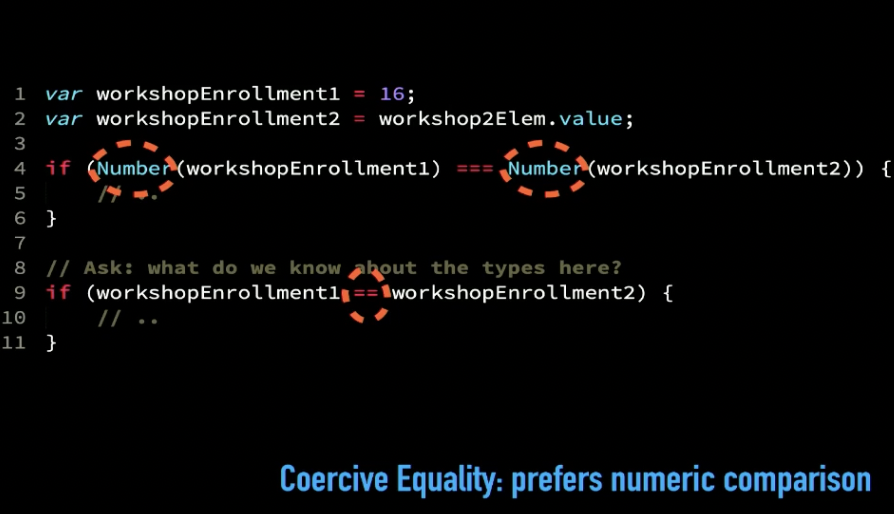 1 var workshopEnrollment1 = 16;
2 var workshopEnrollment2 = workshop2Elem.value;
3
4 if (Number(workshopEnrollment1) === Number(workshopEnrollment2)) {
5 // ..
6 }
7
8 // Ask: what do we know about the types here?
9 if (workshopEnrollment1 == workshopEnrollment2) {
10 // ..
11 }
Coercive Equality: prefers numeric comparison